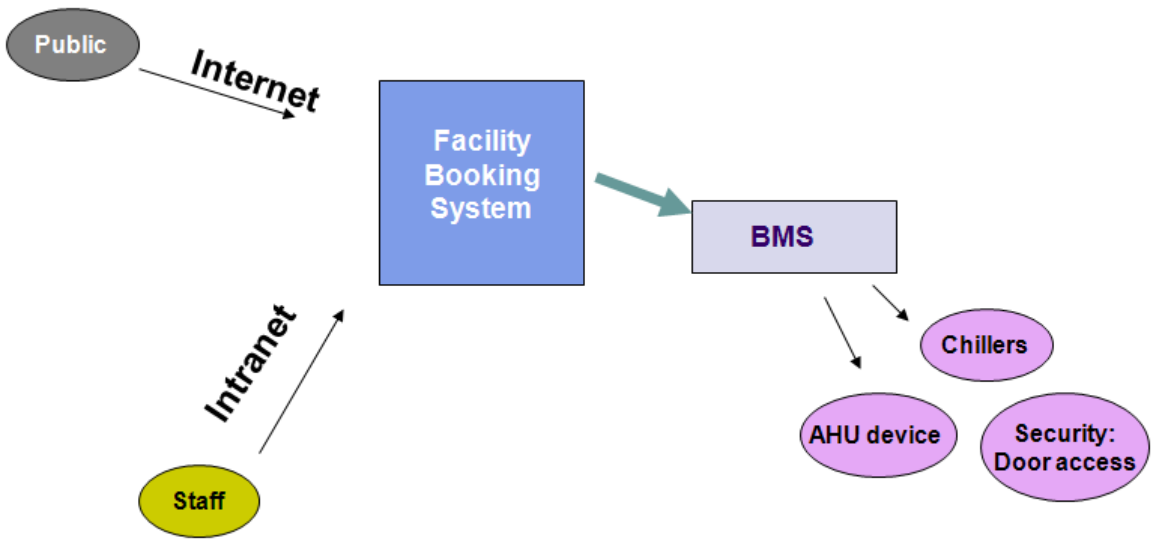 Public
Internet
Facility
Booking
System
BMS
Intranet
Chillers
AHU device
Security:
Door access
Staff